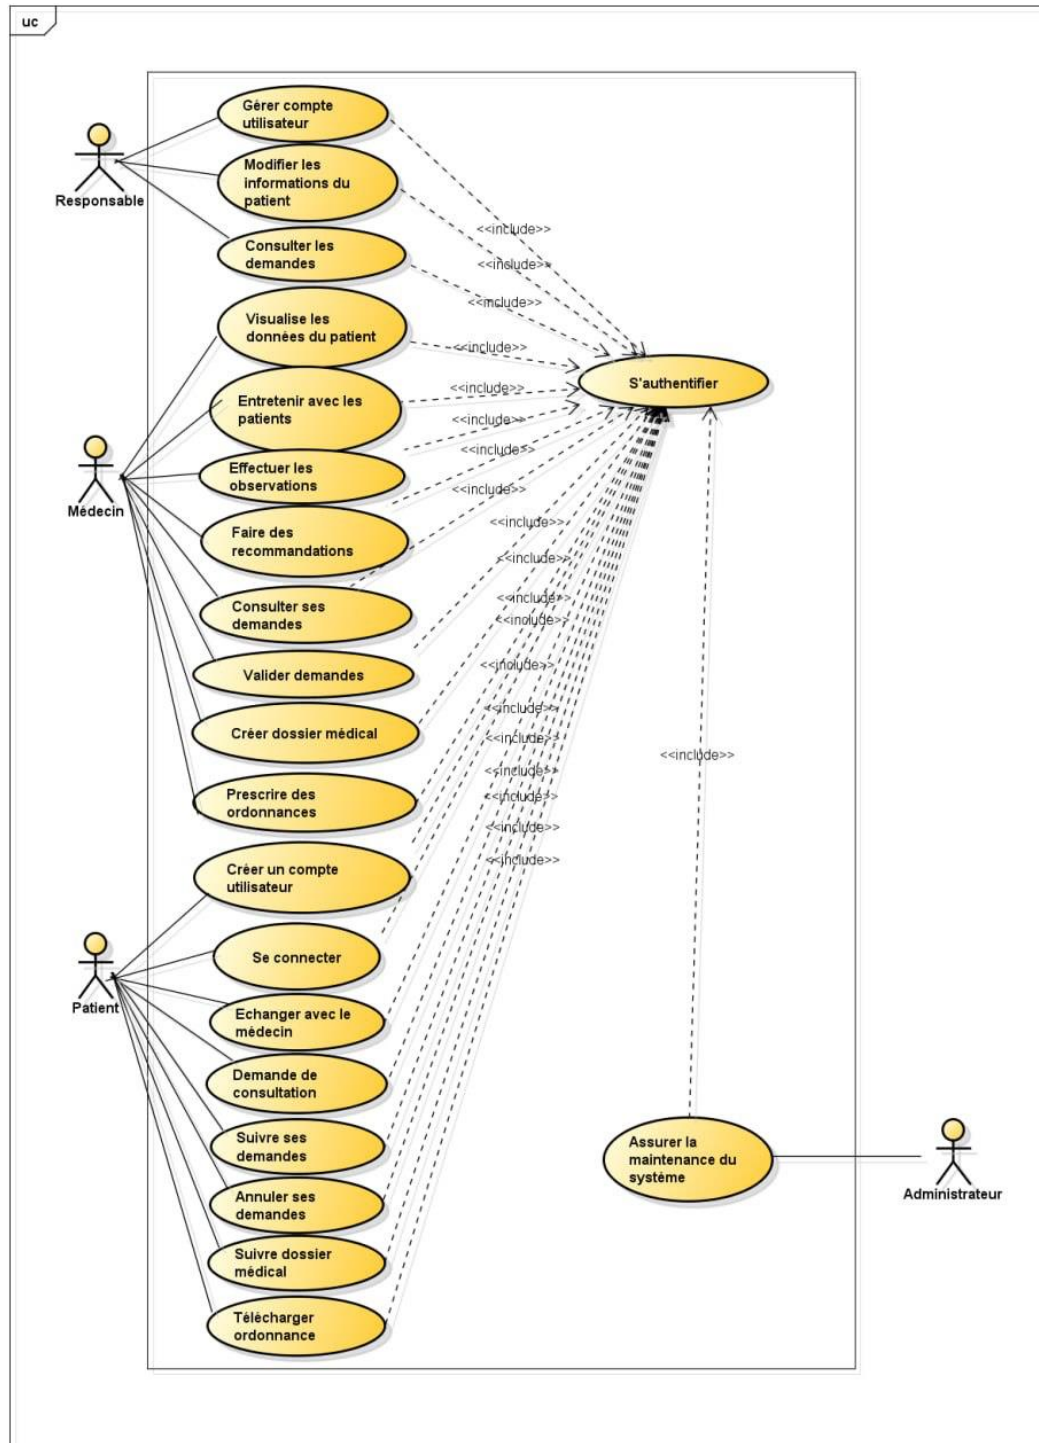 uc
Gérer compte
utilisateur
Modifier les
informations du
patient
Responsable
<<include>>
Consulter les
demandes
<<include>>
<<include>>
Visualise les
données du patient
<<include>>
S'authentifier
Entretenir avec les
patients
<<include>>
<<include>>
Médecin
Effectuer les
observations
<<include>>
<<include>>
Faire des
recommandations
<<include>>
<<include>>
Consulter ses
demandes
<<include>>
<<include>>
Valider demandes
<<include>>
Créer dossier médical
<<include>>
<<include>>
<<include>>
<<include>>
Prescrire des
ordonnances
<<include>>
<<include>>
<<include>>
Créer un compte
utilisateur
Se connecter
Patient
Echanger avec le
médecin
Demande de
consultation
Suivre ses
demandes
Assurer la
maintenance du
système
Administrateur
Annuler ses
demandes
Suivre dossier
médical
Télécharger
ordonnance